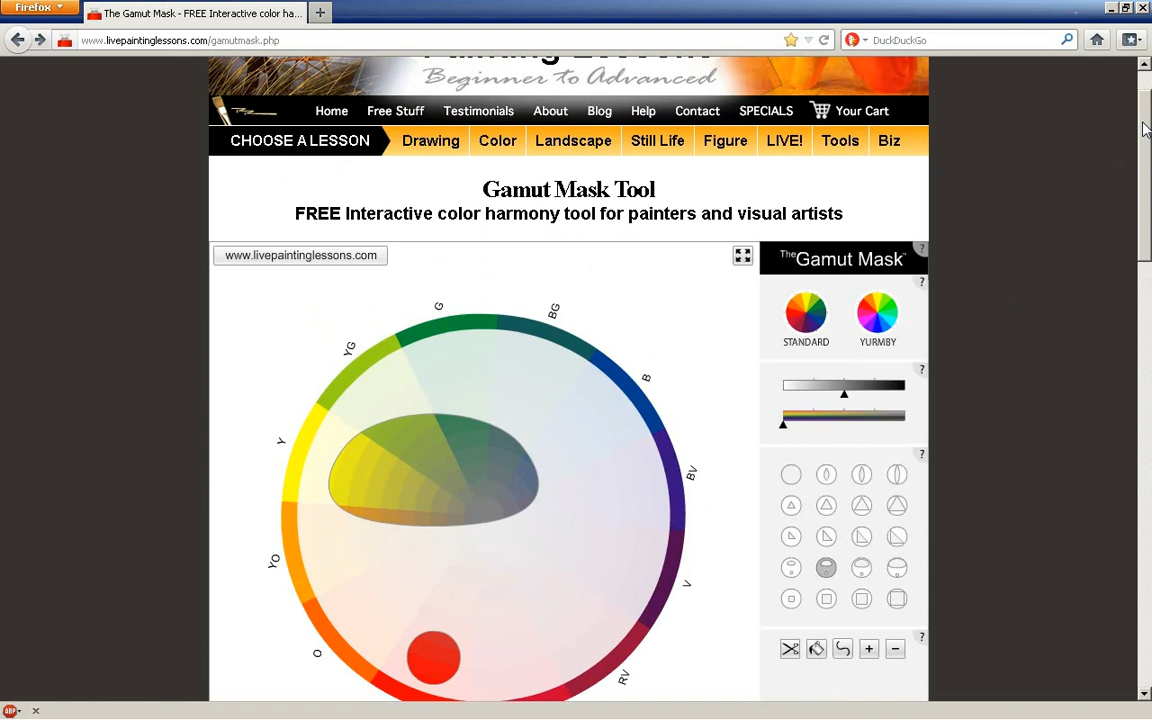 Firefox
The Gamut Mask - FREE Interactive color ha...
www.livepaintinglessons.com/gamutmask.php
DuckDuckGo
Beginner to Advanced
Home Free Stuff Testimonials About Blog Help Contact SPECIALS Your Cart
CHOOSE A LESSON Drawing Color Landscape Still Life Figure LIVE! Tools Biz
Gamut Mask Tool
FREE Interactive color harmony tool for painters and visual artists
www.livepaintinglessons.com
The Gamut Mask ?
?
STANDARD YURMBY
?
?
?
G
BG
YG
B
Y
BV
YO
V
O
RV
ABP